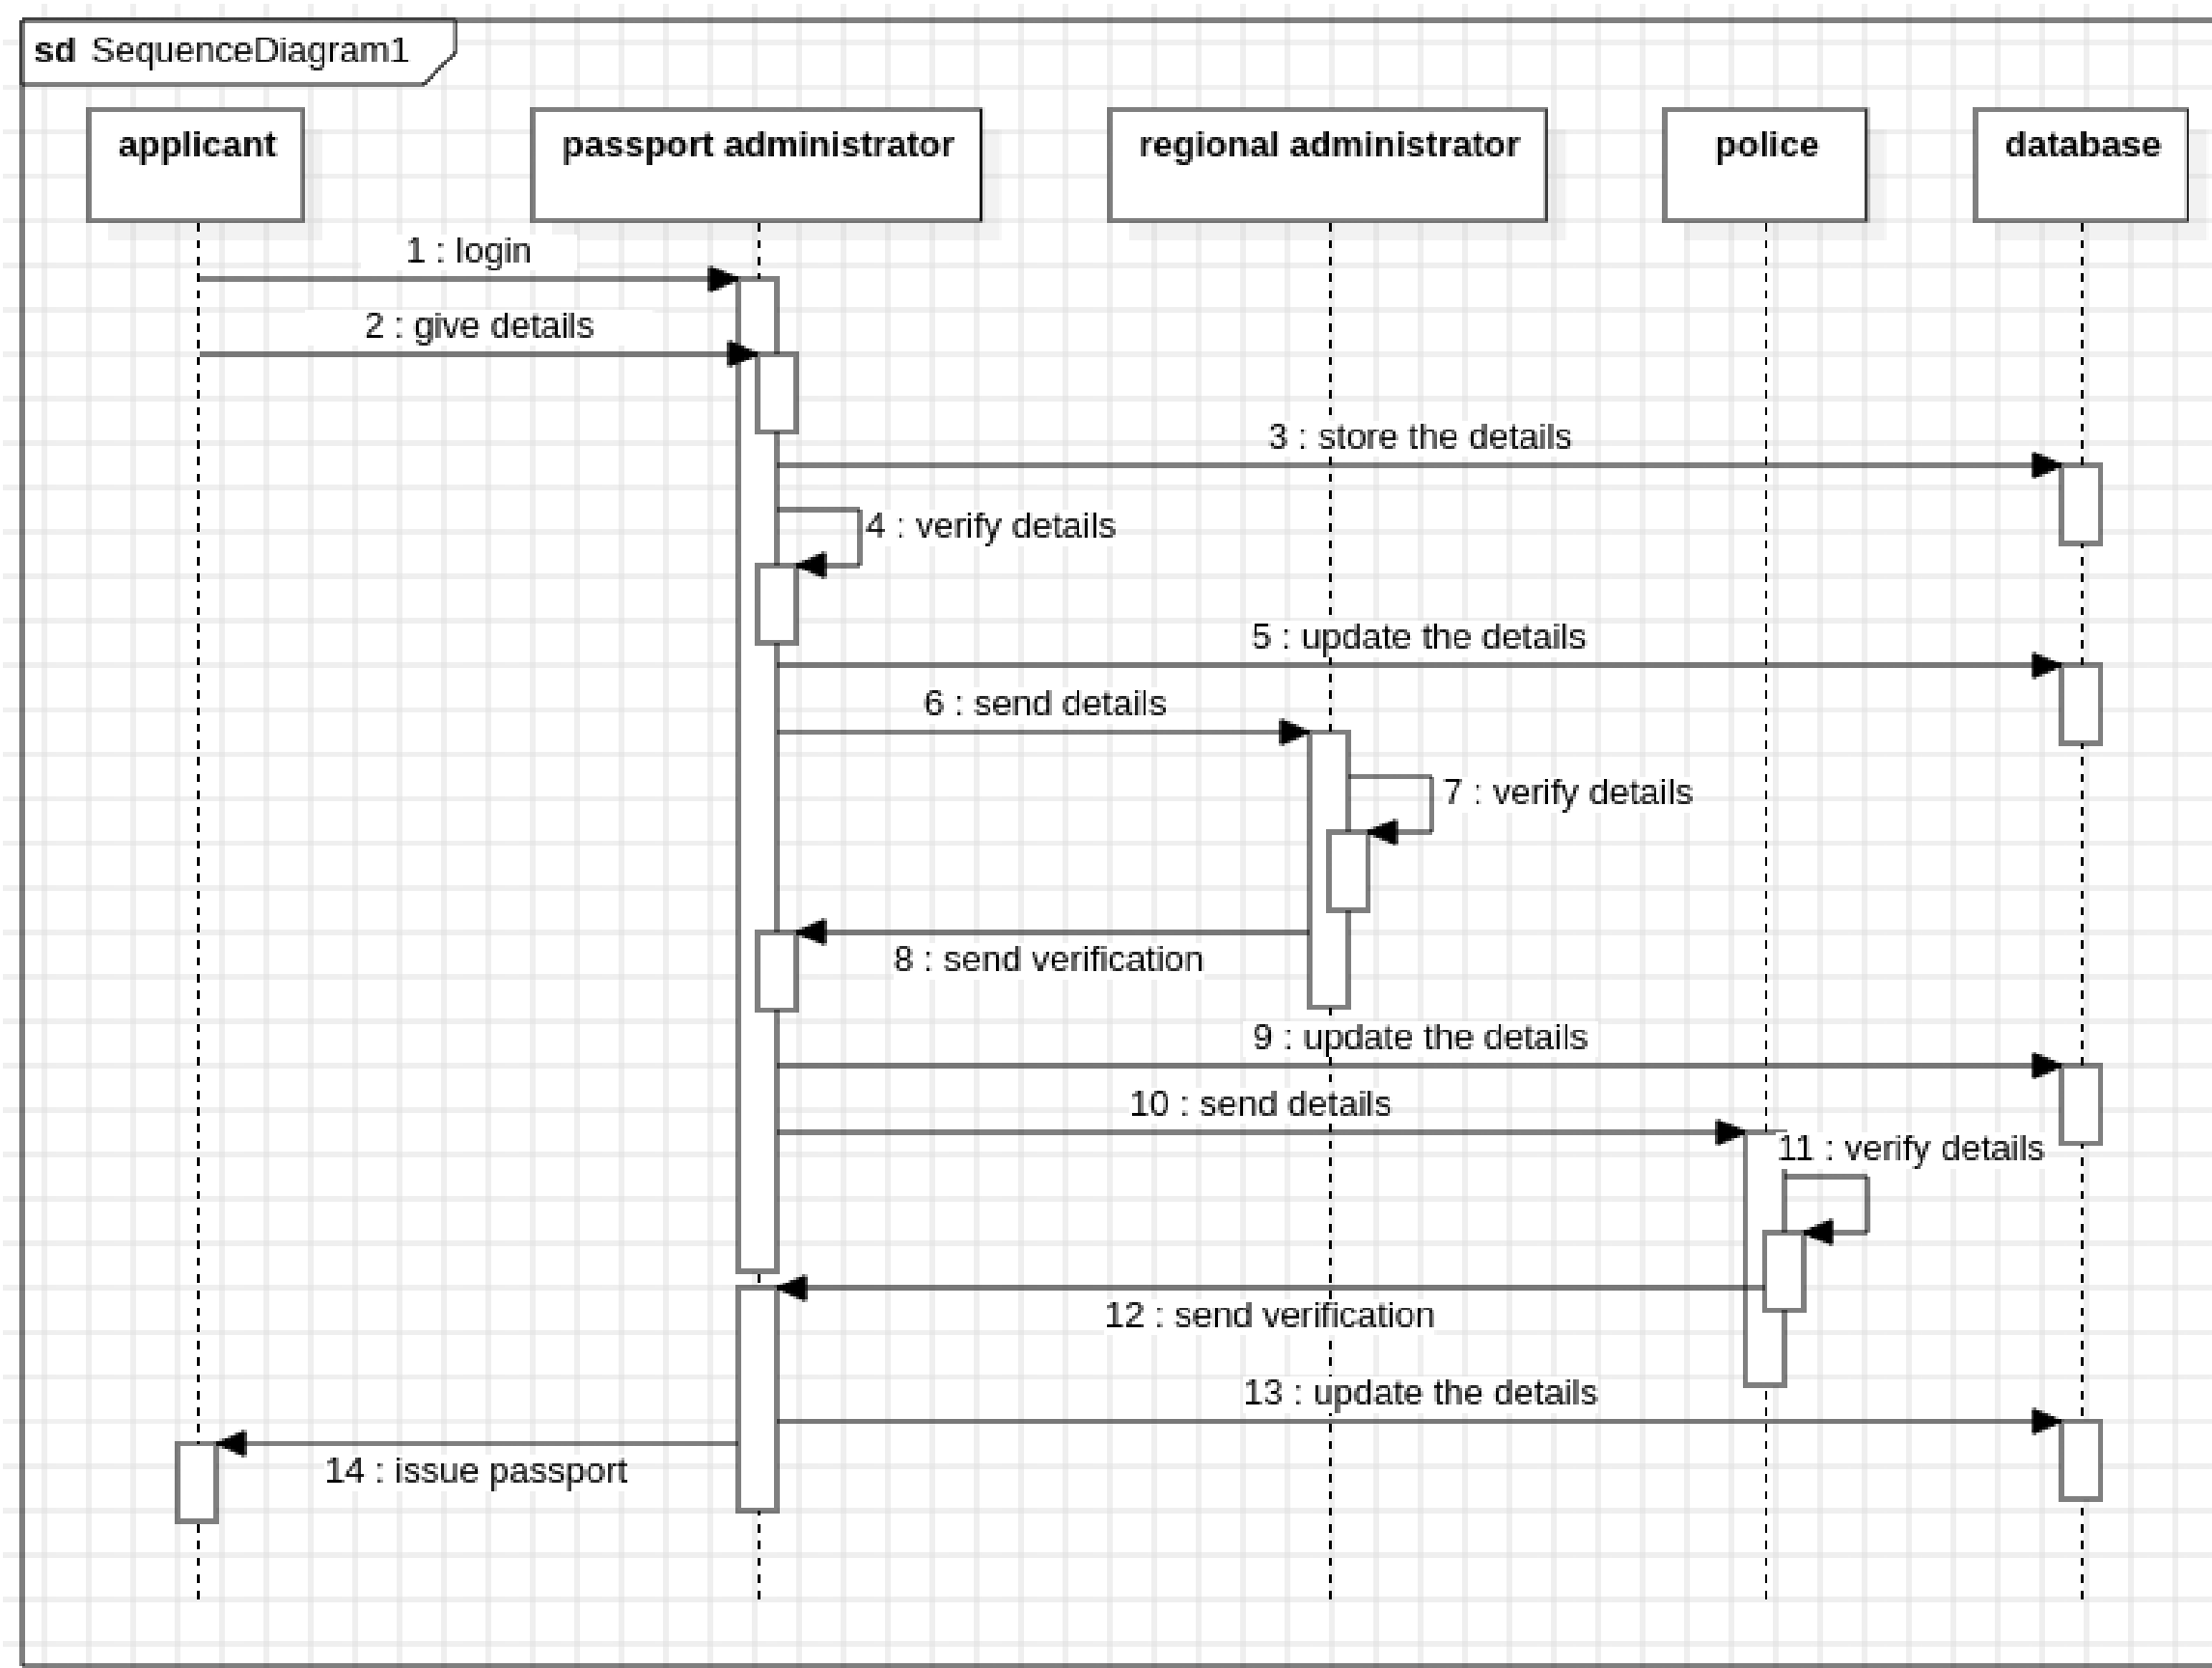 sd SequenceDiagram1
applicant
passport administrator
regional administrator
police
database
1 : login
2 : give details
3 : store the details
4 : verify details
5 : update the details
6 : send details
7 : verify details
8 : send verification
9 : update the details
10 : send details
11 : verify details
12 : send verification
13 : update the details
14 : issue passport